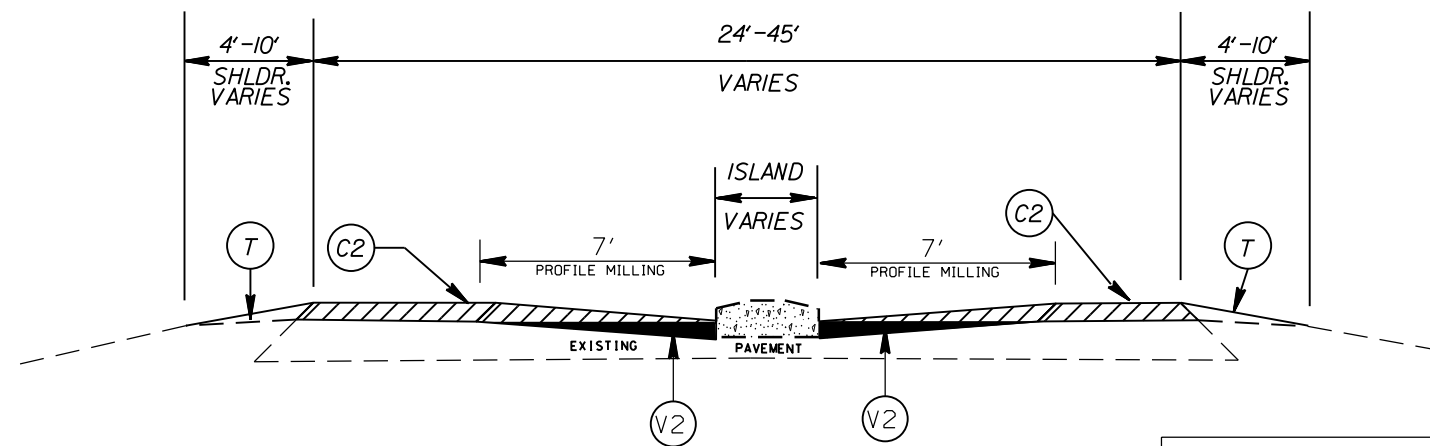 4'-10'
SHLDR.
VARIES
24'-45'
VARIES
4'-10'
SHLDR.
VARIES
ISLAND
VARIES
T
C2
7'
PROFILE MILLING
7'
PROFILE MILLING
C2
T
EXISTING
PAVEMENT
V2
V2